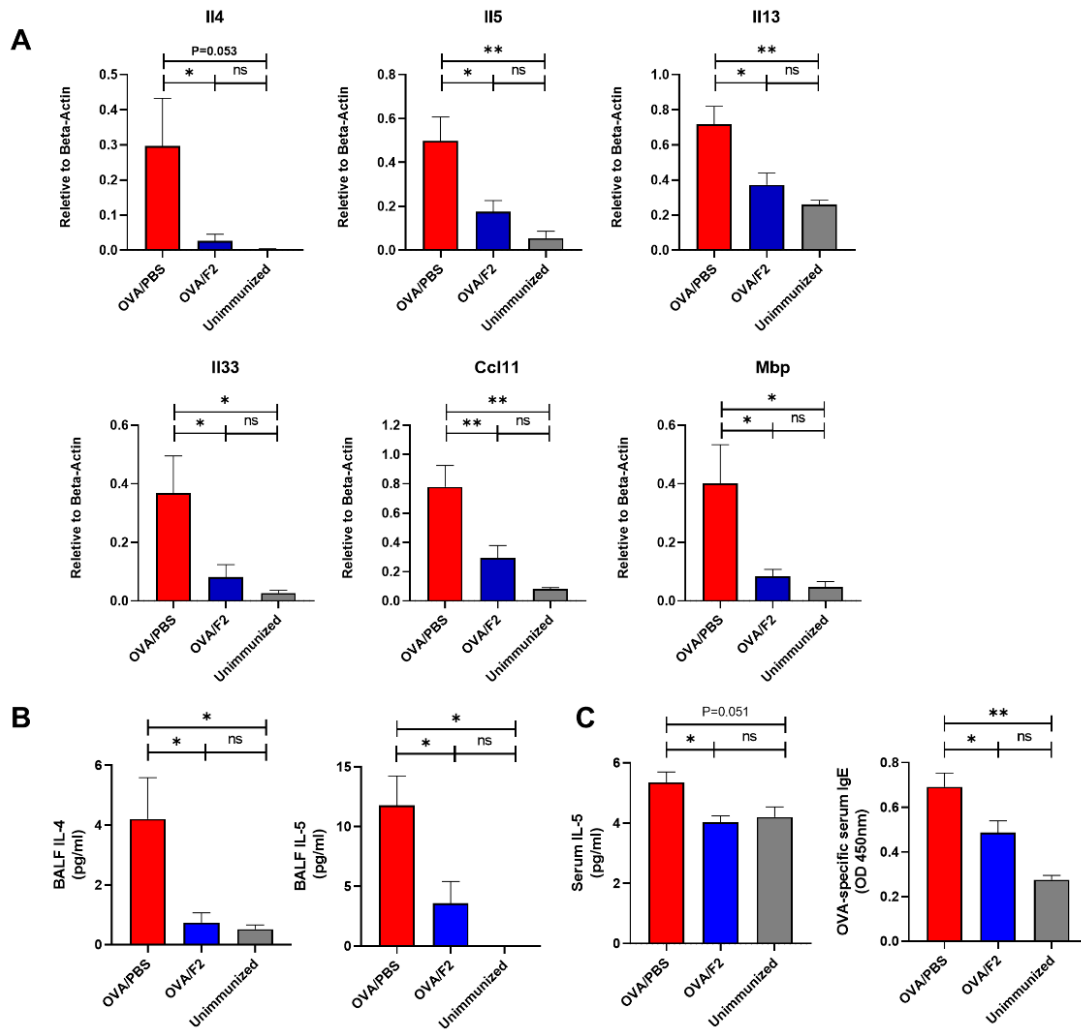 A
Il4
P=0.053
* ns
Reletive to Beta-Actin
0.5
0.4
0.3
0.2
0.1
0.0
OVA/PBS
OVA/F2
Unimmunized
Il5
**
* ns
Reletive to Beta-Actin
0.8
0.6
0.4
0.2
0.0
OVA/PBS
OVA/F2
Unimmunized
Il13
**
* ns
Reletive to Beta-Actin
1.0
0.8
0.6
0.4
0.2
0.0
OVA/PBS
OVA/F2
Unimmunized
Il33
*
* ns
Reletive to Beta-Actin
0.6
0.4
0.2
0.0
OVA/PBS
OVA/F2
Unimmunized
Ccl11
**
** ns
Reletive to Beta-Actin
1.2
1.0
0.8
0.6
0.4
0.2
0.0
OVA/PBS
OVA/F2
Unimmunized
Mbp
*
* ns
Reletive to Beta-Actin
0.6
0.4
0.2
0.0
OVA/PBS
OVA/F2
Unimmunized
B
*
* ns
BALF IL-4
(pg/ml)
6
4
2
0
OVA/PBS
OVA/F2
Unimmunized
*
* ns
BALF IL-5
(pg/ml)
15
10
5
0
OVA/PBS
OVA/F2
Unimmunized
C
P=0.051
* ns
Serum IL-5
(pg/ml)
6
4
2
0
OVA/PBS
OVA/F2
Unimmunized
**
* ns
OVA-specific serum IgE
(OD 450nm)
0.8
0.6
0.4
0.2
0.0
OVA/PBS
OVA/F2
Unimmunized